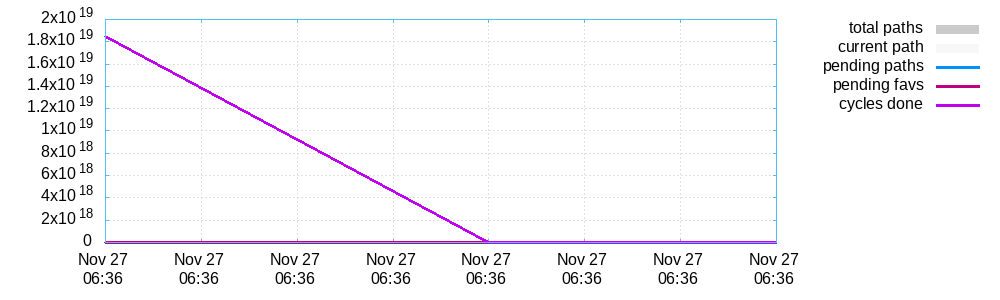 2x10 19
1.8x10 19
1.6x10 19
1.4x10 19
1.2x10 19
1x10 19
8x10 18
6x10 18
4x10 18
2x10 18
0
Nov 27 Nov 27 Nov 27 Nov 27 Nov 27 Nov 27 Nov 27 Nov 27
06:36 06:36 06:36 06:36 06:36 06:36 06:36 06:36
total paths
current path
pending paths
pending favs
cycles done